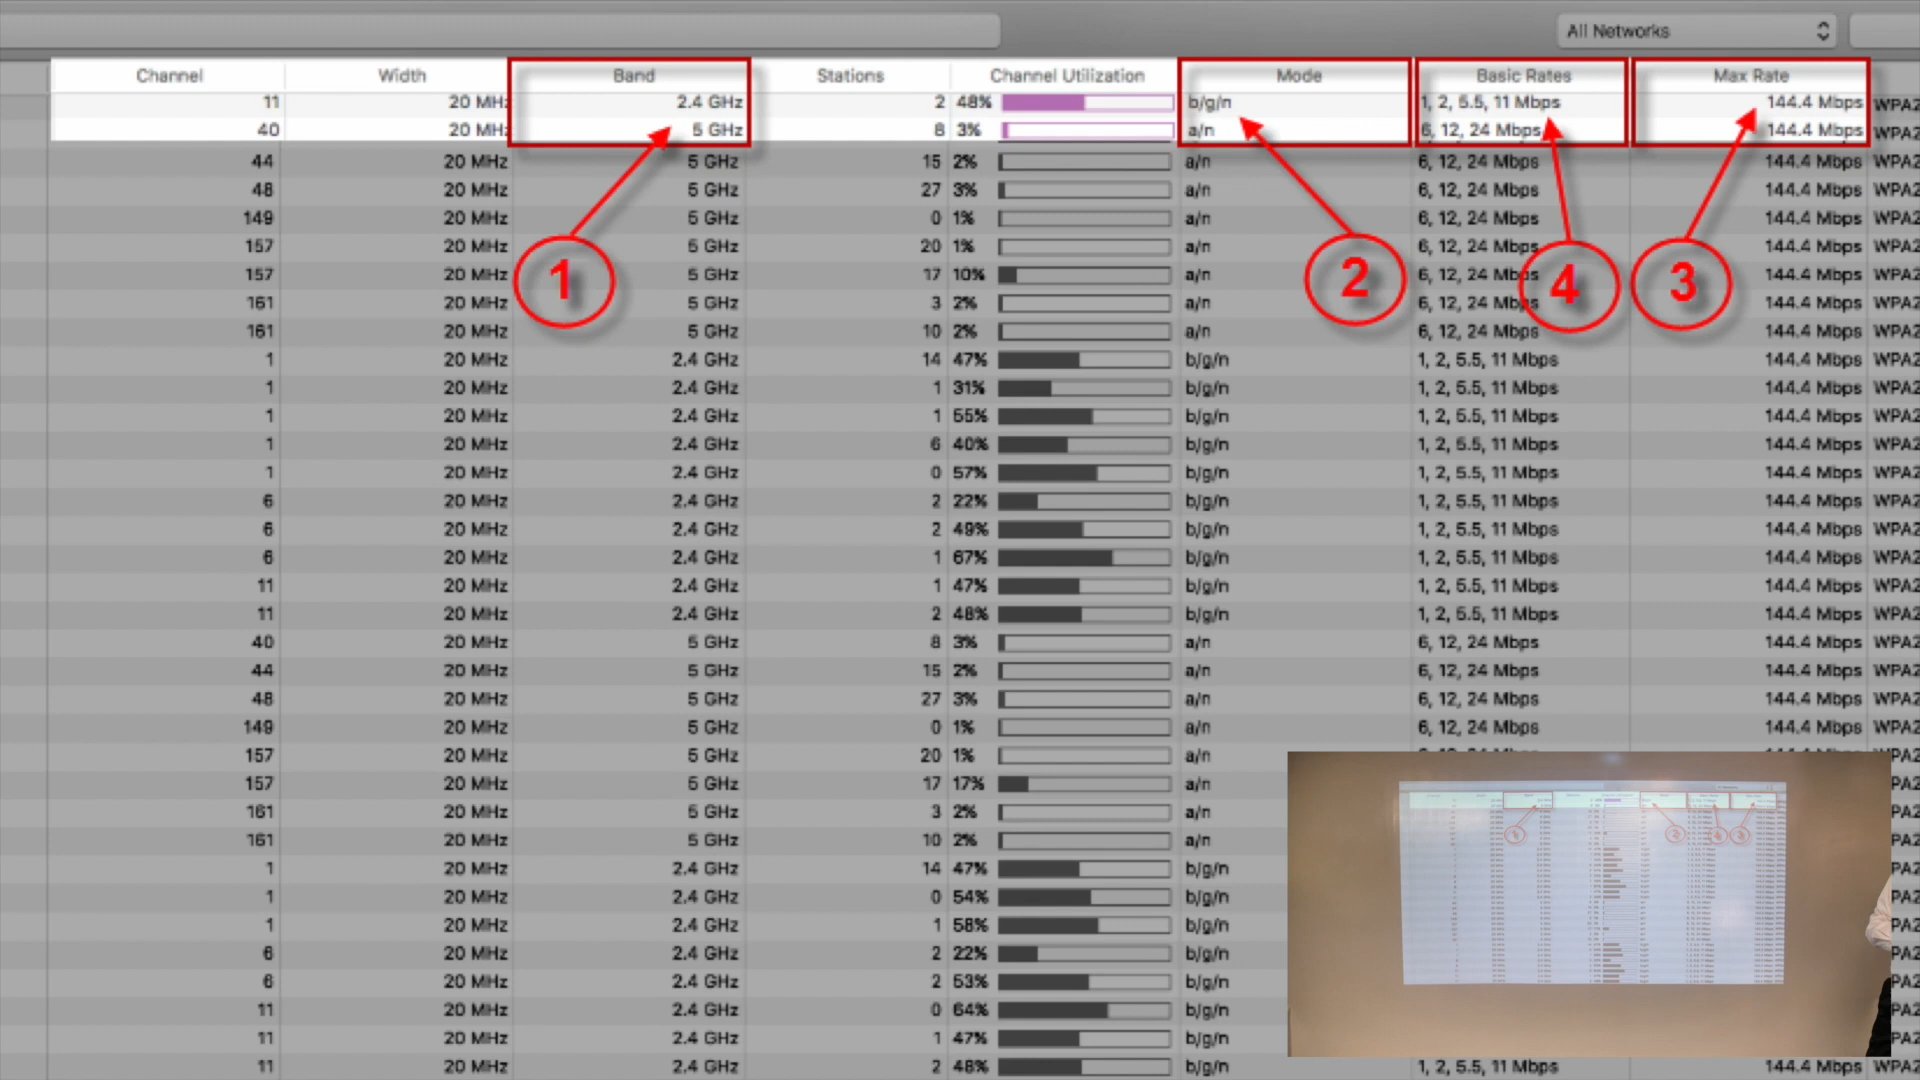 All Networks
Channel Width Band Stations Channel Utilization Mode Basic Rates Max Rate
11 20 MHz 2.4 GHz 2 48% b/g/n 1, 2, 5.5, 11 Mbps 144.4 Mbps WPA2
40 20 MHz 5 GHz 8 3% a/n 6, 12, 24 Mbps 144.4 Mbps WPA2
44 20 MHz 5 GHz 15 2% a/n 6, 12, 24 Mbps 144.4 Mbps WPA2
48 20 MHz 5 GHz 27 3% a/n 6, 12, 24 Mbps 144.4 Mbps WPA2
149 20 MHz 5 GHz 0 1% a/n 6, 12, 24 Mbps 144.4 Mbps WPA2
157 20 MHz 5 GHz 20 1% a/n 6, 12, 24 Mbps 144.4 Mbps WPA2
157 20 MHz 5 GHz 17 10% a/n 6, 12, 24 Mbps 144.4 Mbps WPA2
1 2 4 3
161 20 MHz 5 GHz 3 2% a/n 6, 12, 24 Mbps 144.4 Mbps WPA2
161 20 MHz 5 GHz 10 2% a/n 6, 12, 24 Mbps 144.4 Mbps WPA2
1 20 MHz 2.4 GHz 14 47% b/g/n 1, 2, 5.5, 11 Mbps 144.4 Mbps WPA2
1 20 MHz 2.4 GHz 1 31% b/g/n 1, 2, 5.5, 11 Mbps 144.4 Mbps WPA2
1 20 MHz 2.4 GHz 1 55% b/g/n 1, 2, 5.5, 11 Mbps 144.4 Mbps WPA2
1 20 MHz 2.4 GHz 6 40% b/g/n 1, 2, 5.5, 11 Mbps 144.4 Mbps WPA2
1 20 MHz 2.4 GHz 0 57% b/g/n 1, 2, 5.5, 11 Mbps 144.4 Mbps WPA2
6 20 MHz 2.4 GHz 2 22% b/g/n 1, 2, 5.5, 11 Mbps 144.4 Mbps WPA2
6 20 MHz 2.4 GHz 2 49% b/g/n 1, 2, 5.5, 11 Mbps 144.4 Mbps WPA2
6 20 MHz 2.4 GHz 1 67% b/g/n 1, 2, 5.5, 11 Mbps 144.4 Mbps WPA2
11 20 MHz 2.4 GHz 1 47% b/g/n 1, 2, 5.5, 11 Mbps 144.4 Mbps WPA2
11 20 MHz 2.4 GHz 2 48% b/g/n 1, 2, 5.5, 11 Mbps 144.4 Mbps WPA2
40 20 MHz 5 GHz 8 3% a/n 6, 12, 24 Mbps 144.4 Mbps WPA2
44 20 MHz 5 GHz 15 2% a/n 6, 12, 24 Mbps 144.4 Mbps WPA2
48 20 MHz 5 GHz 27 3% a/n 6, 12, 24 Mbps 144.4 Mbps WPA2
149 20 MHz 5 GHz 0 1% a/n 6, 12, 24 Mbps 144.4 Mbps WPA2
157 20 MHz 5 GHz 20 1% a/n PA2
157 20 MHz 5 GHz 17 17% a/n PA2
161 20 MHz 5 GHz 3 2% a/n PA2
161 20 MHz 5 GHz 10 2% a/n PA2
1 20 MHz 2.4 GHz 14 47% b/g/n PA2
1 20 MHz 2.4 GHz 0 54% b/g/n PA2
1 20 MHz 2.4 GHz 1 58% b/g/n PA2
6 20 MHz 2.4 GHz 2 22% b/g/n PA2
6 20 MHz 2.4 GHz 2 53% b/g/n PA2
11 20 MHz 2.4 GHz 0 64% b/g/n PA2
11 20 MHz 2.4 GHz 1 47% b/g/n PA2
11 20 MHz 2.4 GHz 2 48% b/g/n 1, 2, 5.5, 11 Mbps 144.4 Mbps WPA2